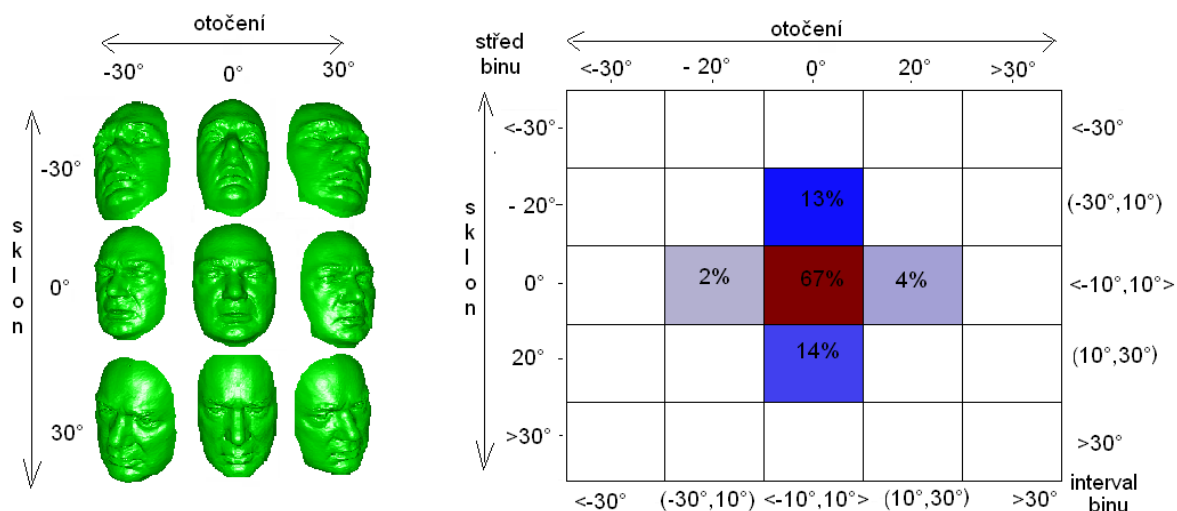 otočení
-30° 0° 30°
-30°
0°
30°
sklon
otočení
střed
binu
<-30° - 20° 0° 20° >30°
<-30° <-30°
- 20° 13% (-30°,10°)
0° 2% 67% 4% <-10°,10°>
20° 14% (10°,30°)
>30° >30°
sklon
<-30° (-30°,10°) <-10°,10°> (10°,30°) >30°
interval
binu